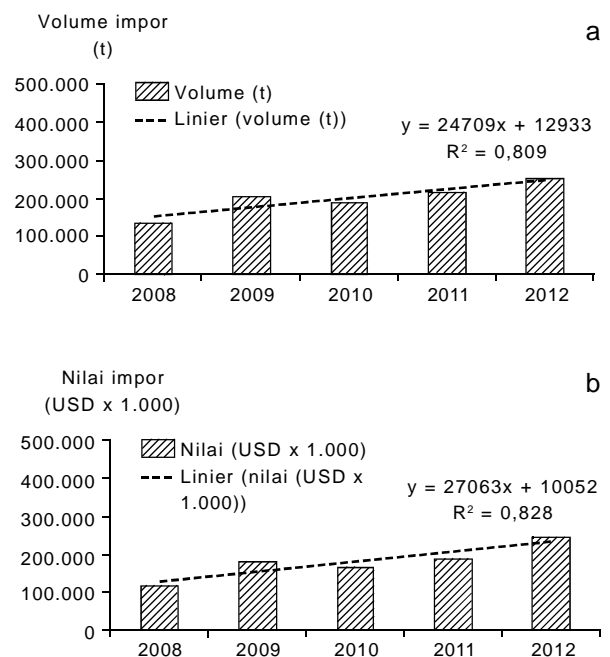 Volume impor
(t)
a
500.000
400.000
300.000
200.000
100.000
0
Volume (t)
Linier (volume (t))
y = 24709x + 12933
R² = 0,809
2008 2009 2010 2011 2012
Nilai impor
(USD x 1.000)
b
500.000
400.000
300.000
200.000
100.000
0
Nilai (USD x 1.000)
Linier (nilai (USD x
1.000))
y = 27063x + 10052
R² = 0,828
2008 2009 2010 2011 2012